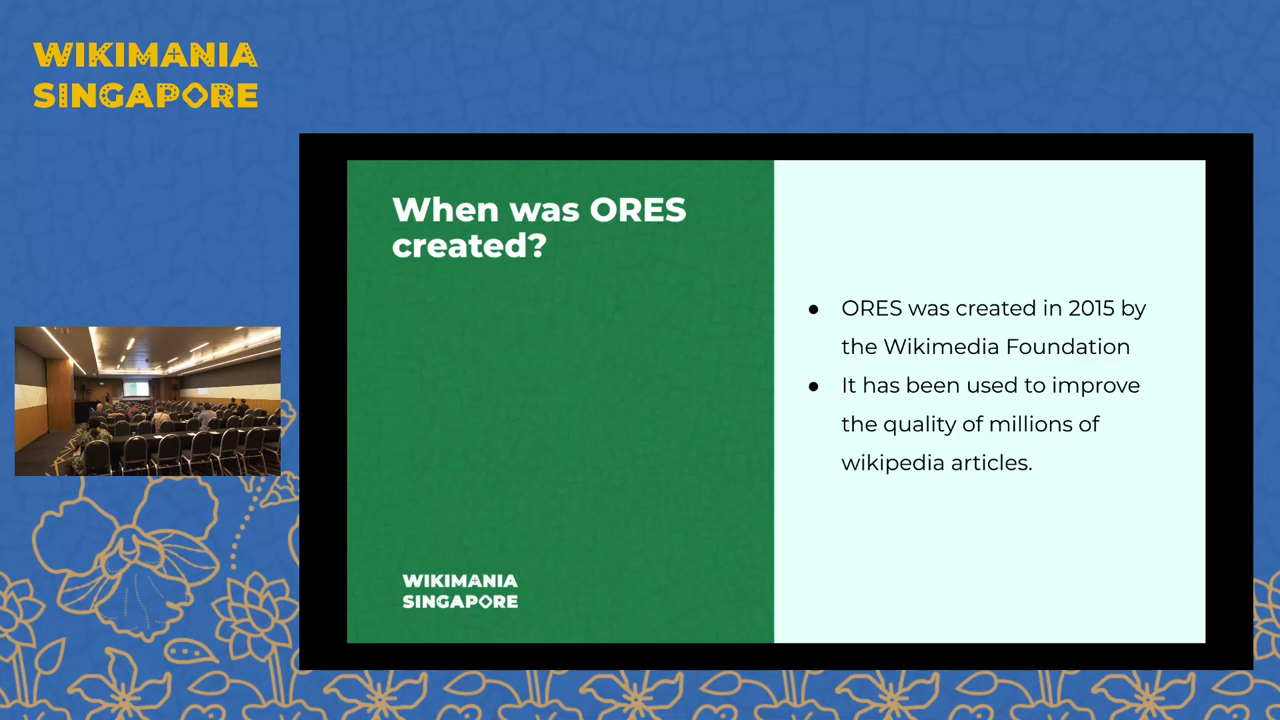 WIKIMANIA
SINGAPORE
When was ORES
created?
● ORES was created in 2015 by
the Wikimedia Foundation
● It has been used to improve
the quality of millions of
wikipedia articles.
WIKIMANIA
SINGAPORE